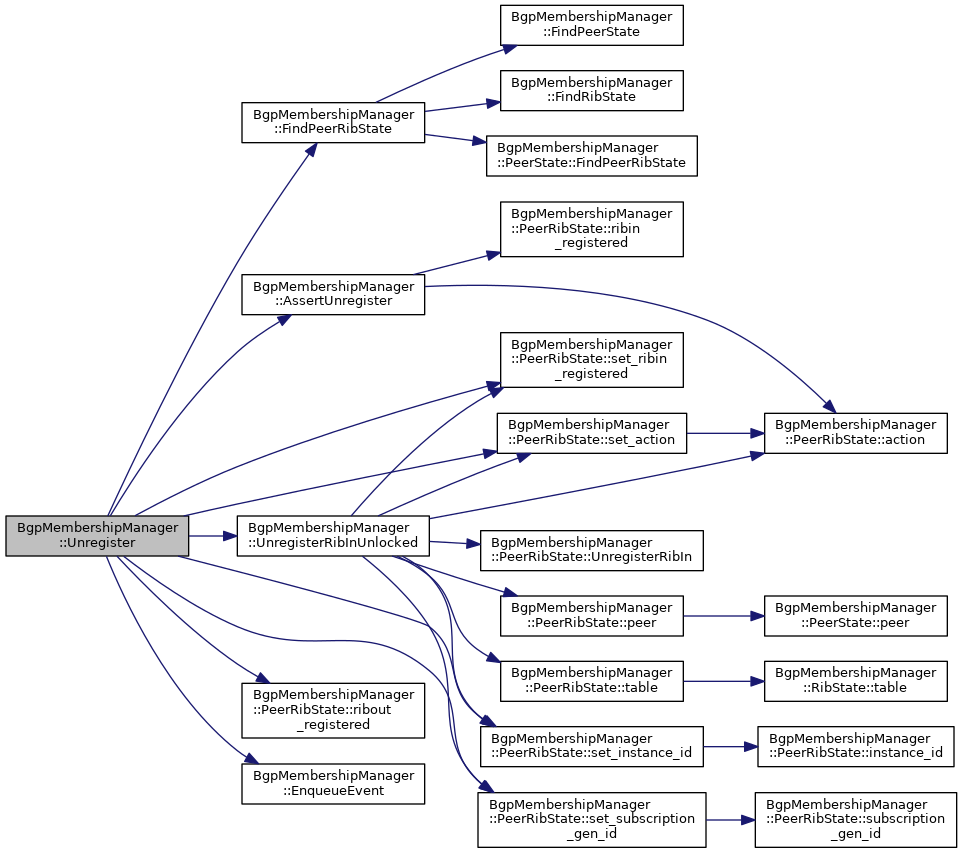 BgpMembershipManager
::FindPeerState
BgpMembershipManager
::FindRibState
BgpMembershipManager
::FindPeerRibState
BgpMembershipManager
::PeerState::FindPeerRibState
BgpMembershipManager
::PeerRibState::ribin
_registered
BgpMembershipManager
::AssertUnregister
BgpMembershipManager
::PeerRibState::set_ribin
_registered
BgpMembershipManager
::PeerRibState::set_action
BgpMembershipManager
::PeerRibState::action
BgpMembershipManager
::Unregister
BgpMembershipManager
::UnregisterRibInUnlocked
BgpMembershipManager
::PeerRibState::UnregisterRibIn
BgpMembershipManager
::PeerRibState::peer
BgpMembershipManager
::PeerState::peer
BgpMembershipManager
::PeerRibState::table
BgpMembershipManager
::RibState::table
BgpMembershipManager
::PeerRibState::ribout
_registered
BgpMembershipManager
::PeerRibState::set_instance_id
BgpMembershipManager
::PeerRibState::instance_id
BgpMembershipManager
::EnqueueEvent
BgpMembershipManager
::PeerRibState::set_subscription
_gen_id
BgpMembershipManager
::PeerRibState::subscription
_gen_id